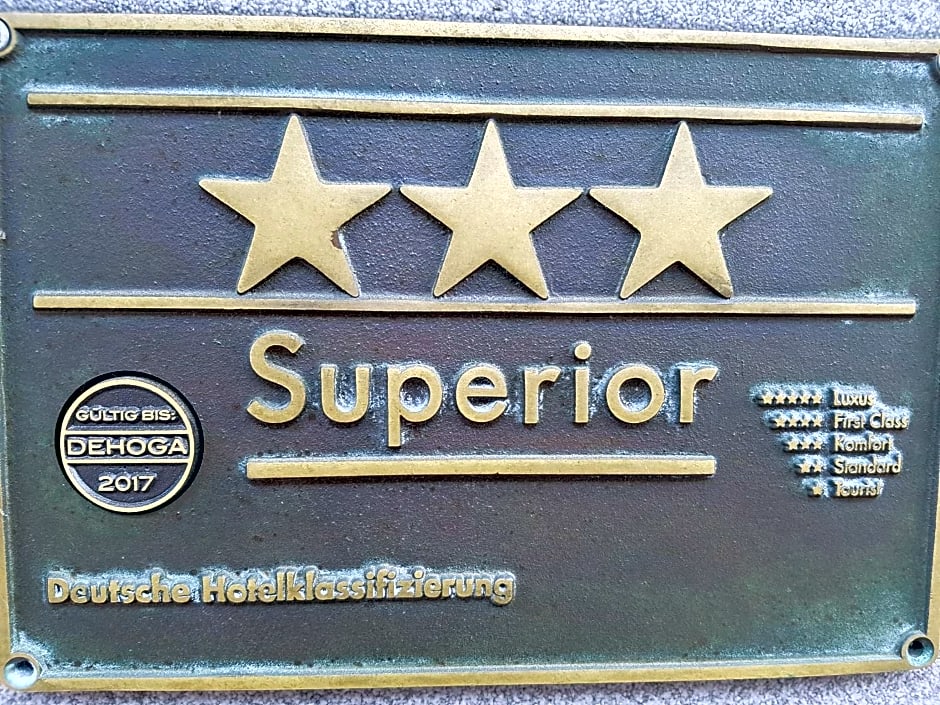 Superior
GÜLTIG BIS:
DEHOGA
2017
★★★★★ Luxus
★★★★ First Class
★★★ Komfort
★★ Standard
★ Tourist
Deutsche Hotelklassifizierung